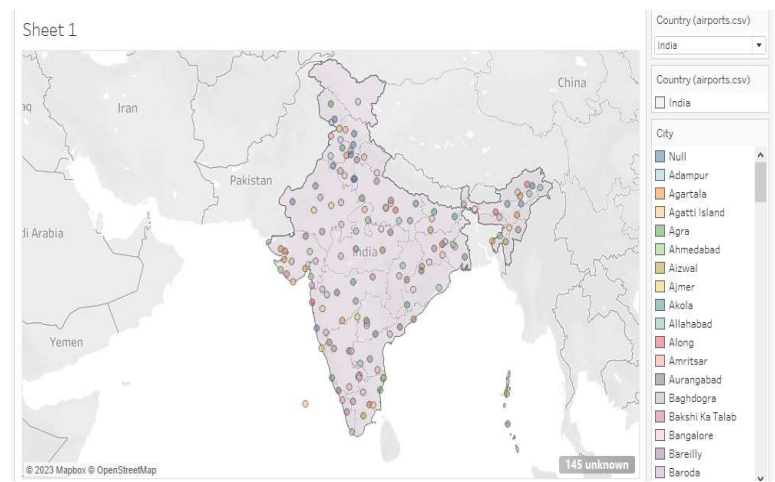 Sheet 1
Country (airports.csv)
India
Country (airports.csv)
India
City
Null
Adampur
Agartala
Agatti Island
Agra
Ahmedabad
Aizwal
Ajmer
Akola
Allahabad
Along
Amritsar
Aurangabad
Baghdogra
Bakshi Ka Talab
Bangalore
Bareilly
Baroda
aq
Iran
China
Pakistan
di Arabia
India
Yemen
© 2023 Mapbox © OpenStreetMap
145 unknown